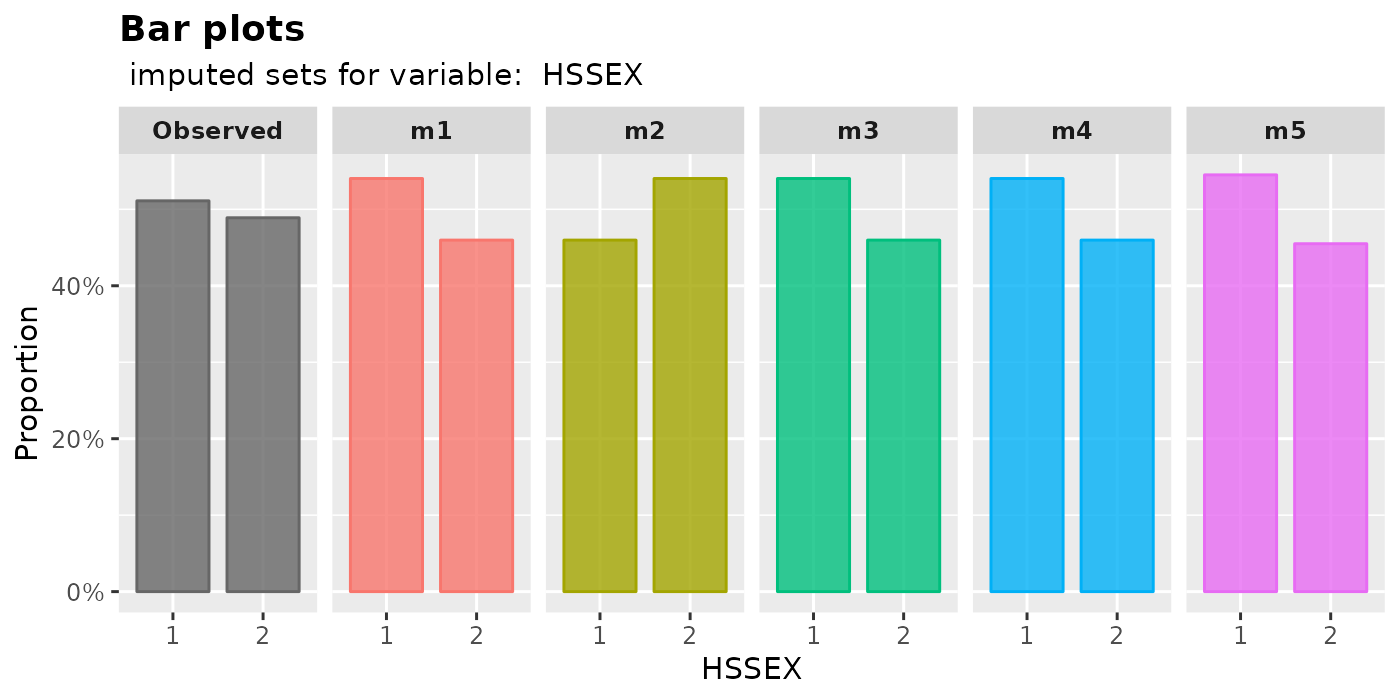 Bar plots
imputed sets for variable:  HSSEX
Observed m1 m2 m3 m4 m5
Proportion
40%
20%
0%
1 2 1 2 1 2 1 2 1 2 1 2
HSSEX